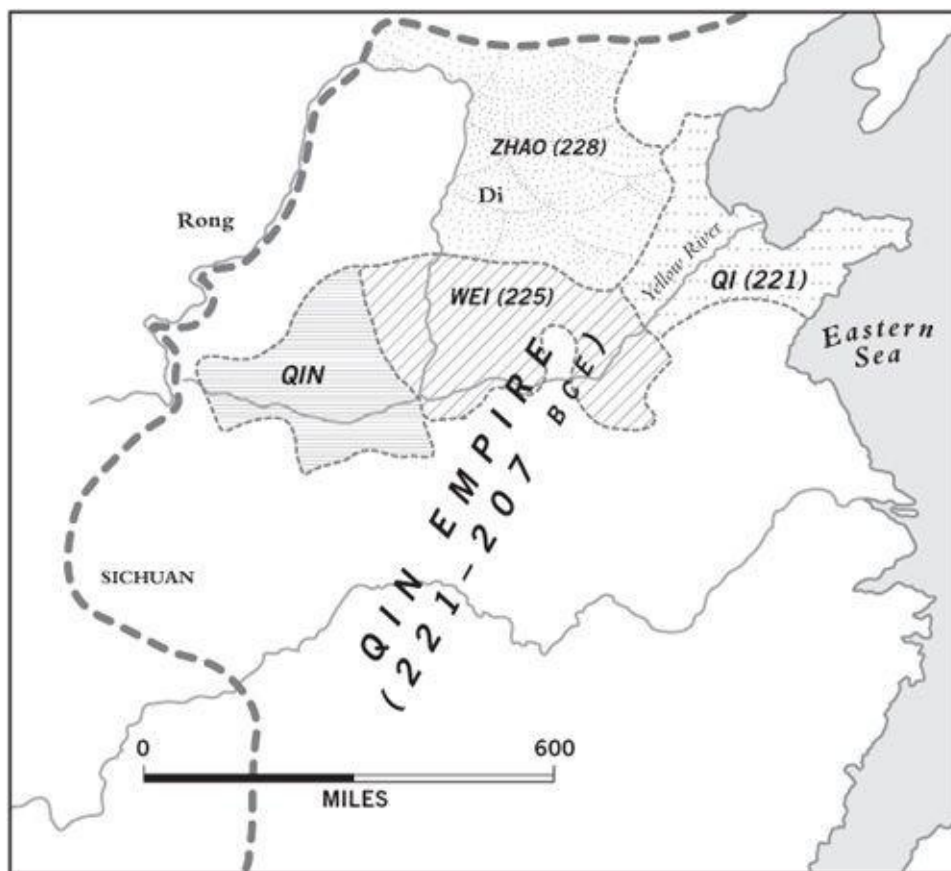 ZHAO (228)
Di
Rong
Yellow River
WEI (225)
QI (221)
Eastern
Sea
QIN
QIN EMPIRE
(221–207 BCE)
SICHUAN
0 600
MILES